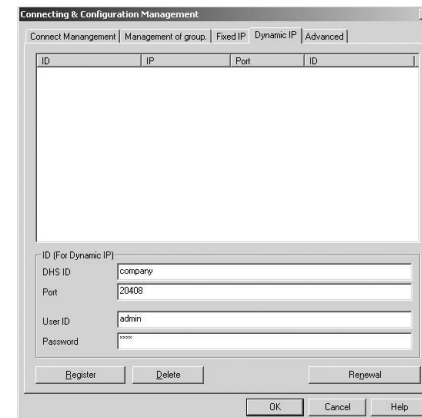 Connecting & Configuration Management
Connect Manangement Management of group. Fixed IP Dynamic IP Advanced
ID IP Port ID
ID (For Dynamic IP)
DHS ID company
Port 20408
User ID admin
Password ****
Register Delete Renewal
OK Cancel Help